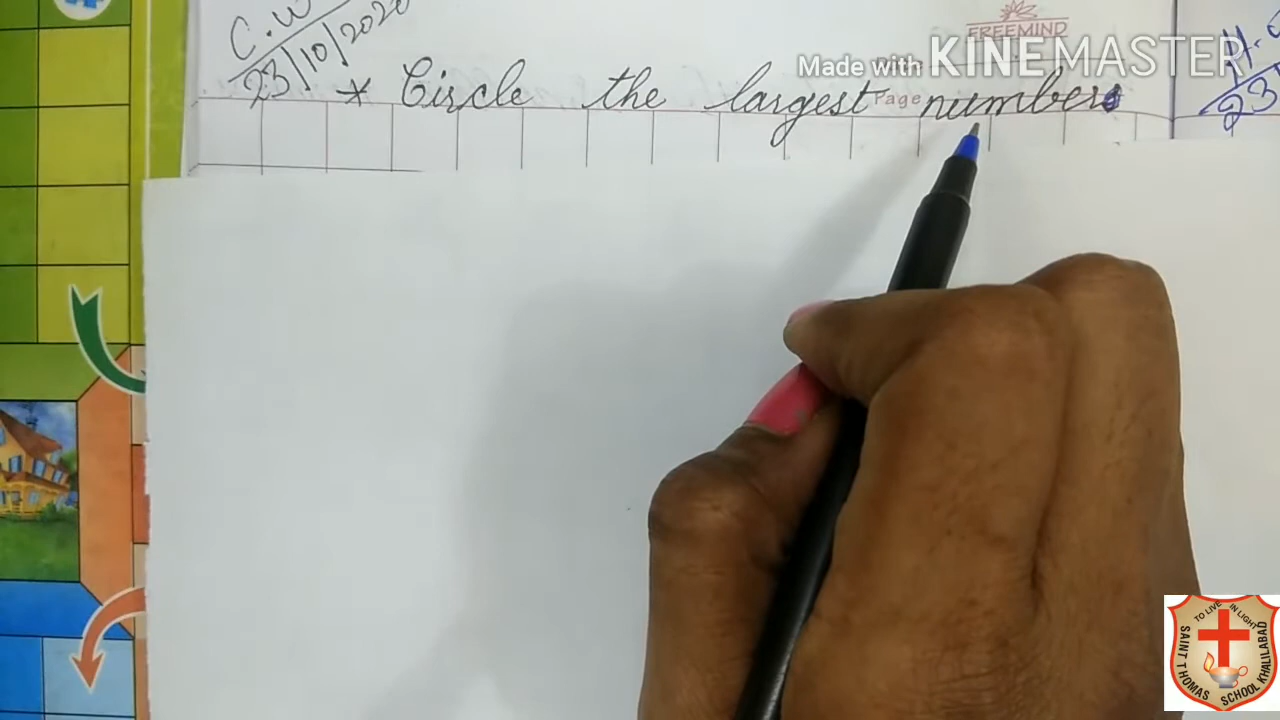 C.W
23/10/2020
FREEMIND
Made with KINEMASTER
* Circle the largest numbers
Page
H.
23
TO LIVE IN LIGHT
SAINT THOMAS SCHOOL KHALILABAD